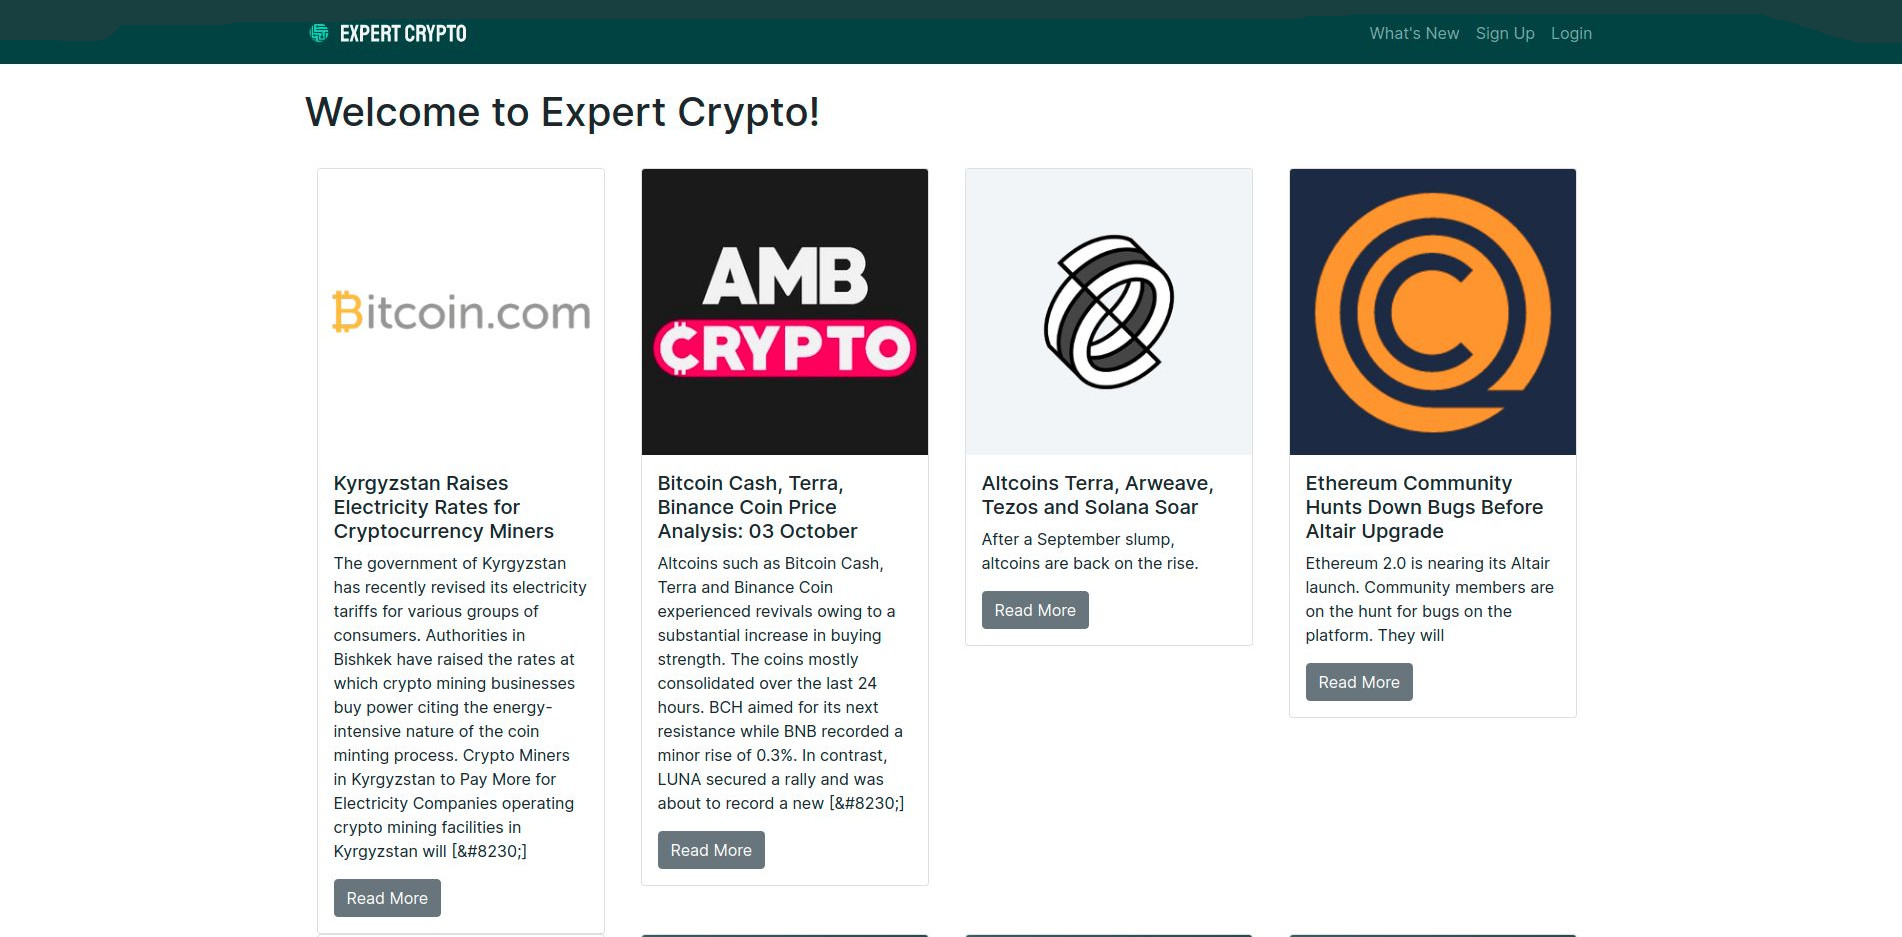 EXPERT CRYPTO
What's New Sign Up Login
Welcome to Expert Crypto!
Bitcoin.com
Kyrgyzstan Raises
Electricity Rates for
Cryptocurrency Miners
The government of Kyrgyzstan
has recently revised its electricity
tariffs for various groups of
consumers. Authorities in
Bishkek have raised the rates at
which crypto mining businesses
buy power citing the energy-
intensive nature of the coin
minting process. Crypto Miners
in Kyrgyzstan to Pay More for
Electricity Companies operating
crypto mining facilities in
Kyrgyzstan will [&#8230;]
Read More
AMB
CRYPTO
Bitcoin Cash, Terra,
Binance Coin Price
Analysis: 03 October
Altcoins such as Bitcoin Cash,
Terra and Binance Coin
experienced revivals owing to a
substantial increase in buying
strength. The coins mostly
consolidated over the last 24
hours. BCH aimed for its next
resistance while BNB recorded a
minor rise of 0.3%. In contrast,
LUNA secured a rally and was
about to record a new [&#8230;]
Read More
Altcoins Terra, Arweave,
Tezos and Solana Soar
After a September slump,
altcoins are back on the rise.
Read More
Ethereum Community
Hunts Down Bugs Before
Altair Upgrade
Ethereum 2.0 is nearing its Altair
launch. Community members are
on the hunt for bugs on the
platform. They will
Read More